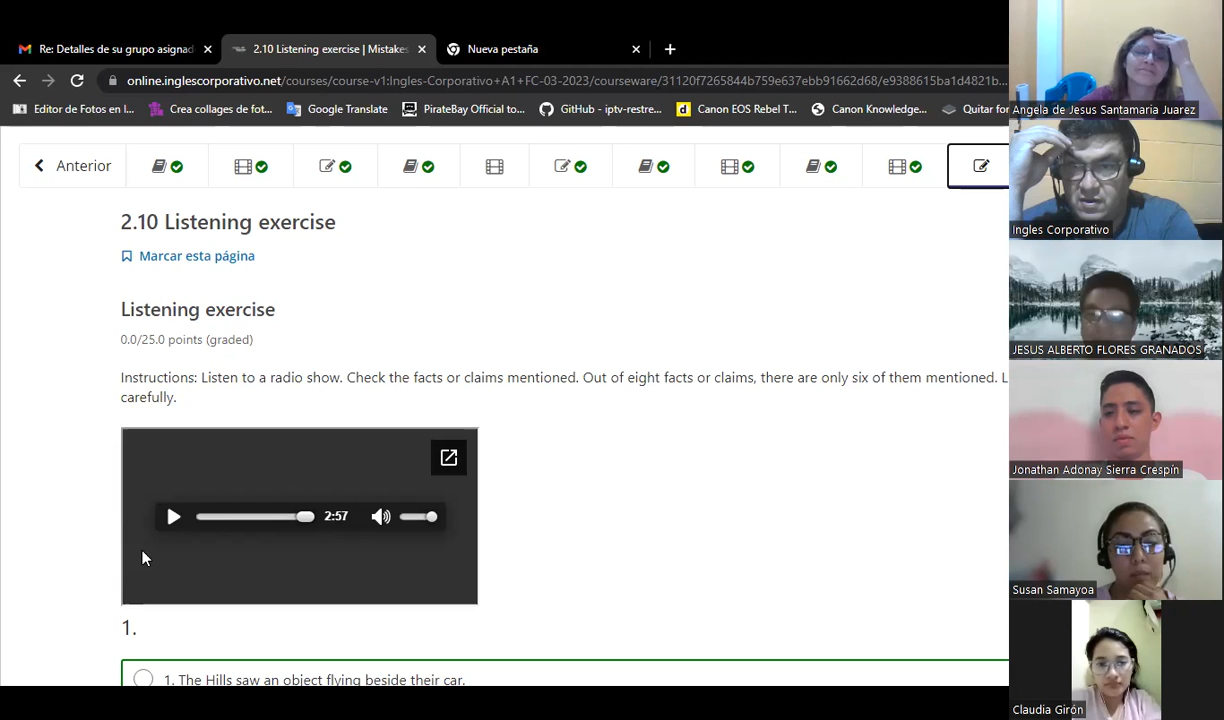 Re: Detalles de su grupo asignad
2.10 Listening exercise | Mistakes
Nueva pestaña
online.inglescorporativo.net/courses/course-v1:Ingles-Corporativo+A1+FC-03-2023/courseware/31120f7265844b759e637ebb91662d68/e9388615ba1d4821b...
Editor de Fotos en l...
Crea collages de fot...
Google Translate
PirateBay Official to...
GitHub - iptv-restre...
Canon EOS Rebel T...
Canon Knowledge...
Quitar fo
Anterior
2.10 Listening exercise
Marcar esta página
Listening exercise
0.0/25.0 points (graded)
Instructions: Listen to a radio show. Check the facts or claims mentioned. Out of eight facts or claims, there are only six of them mentioned. L
carefully.
2:57
1.
1. The Hills saw an object flying beside their car.
Angela de Jesus Santamaria Juarez
Ingles Corporativo
JESUS ALBERTO FLORES GRANADOS
Jonathan Adonay Sierra Crespín
Susan Samayoa
Claudia Girón